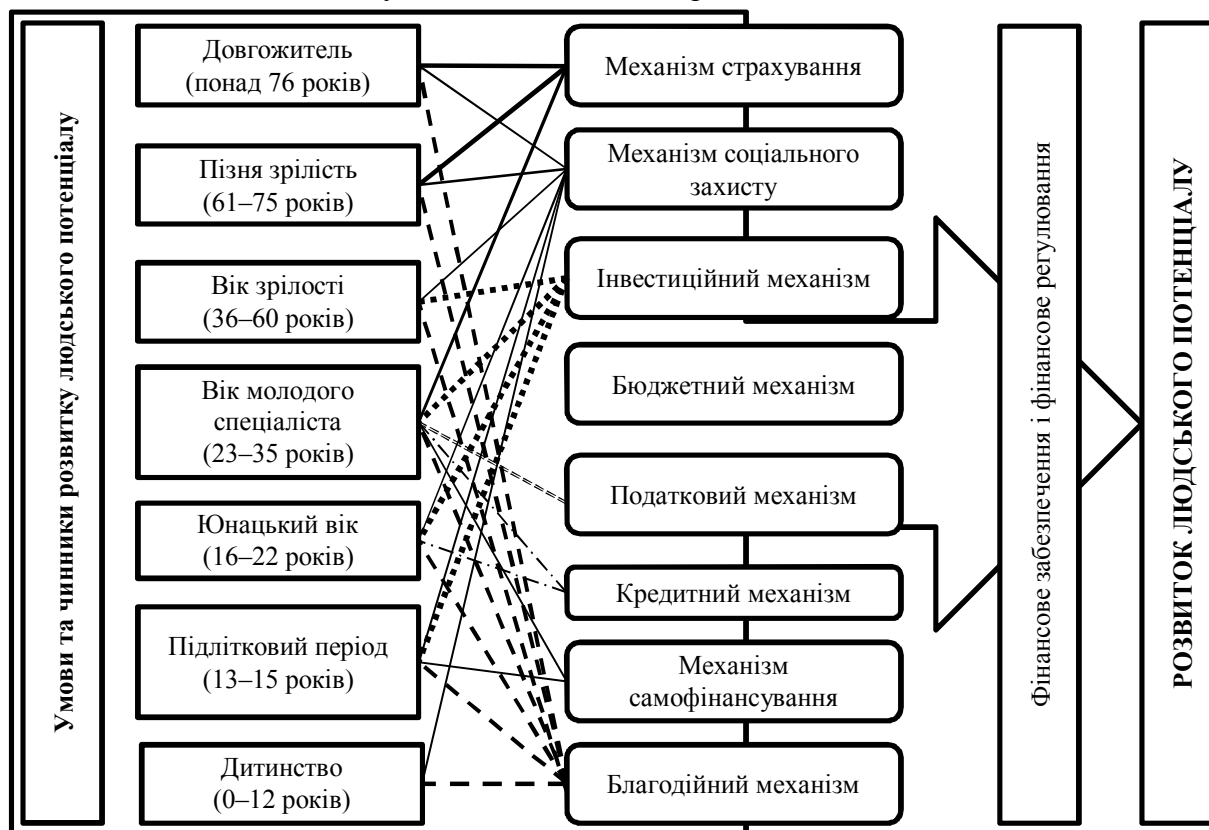 Умови та чинники розвитку людського потенціалу
Довгожитель
(понад 76 років)
Пізня зрілість
(61–75 років)
Вік зрілості
(36–60 років)
Вік молодого
спеціаліста
(23–35 років)
Юнацький вік
(16–22 років)
Підлітковий період
(13–15 років)
Дитинство
(0–12 років)
Механізм страхування
Механізм соціального
захисту
Інвестиційний механізм
Бюджетний механізм
Податковий механізм
Кредитний механізм
Механізм
самофінансування
Благодійний механізм
Фінансове забезпечення і фінансове регулювання
РОЗВИТОК ЛЮДСЬКОГО ПОТЕНЦІАЛУ